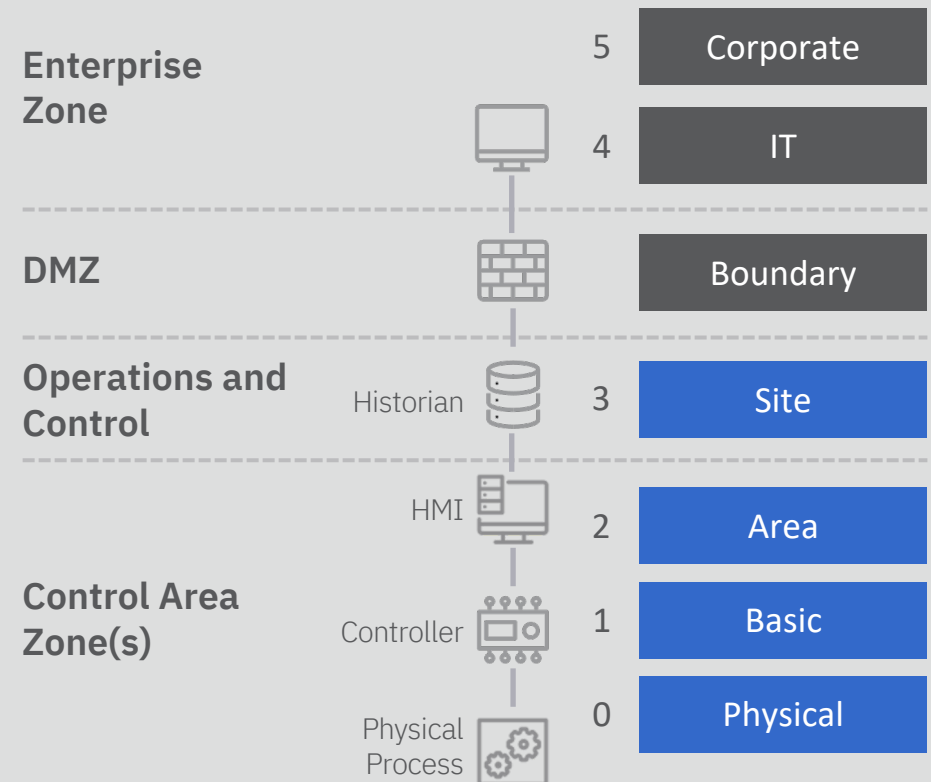 5 Corporate
Enterprise
Zone
4 IT
DMZ
Boundary
Operations and
Control
Historian 3 Site
HMI 2 Area
Control Area
Zone(s)
Controller 1 Basic
0 Physical
Physical
Process